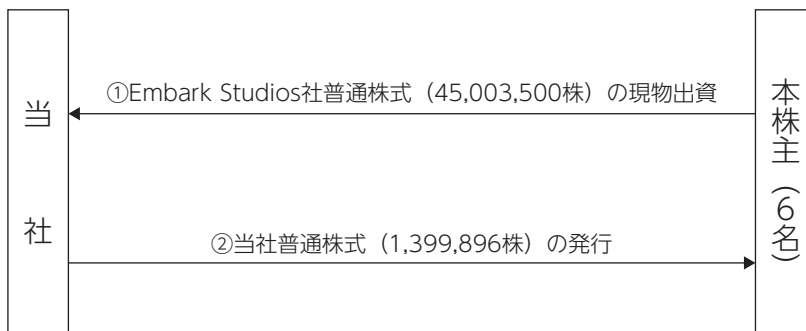 当社
①Embark Studios社普通株式（45,003,500株）の現物出資
②当社普通株式（1,399,896株）の発行
本株主（6名）